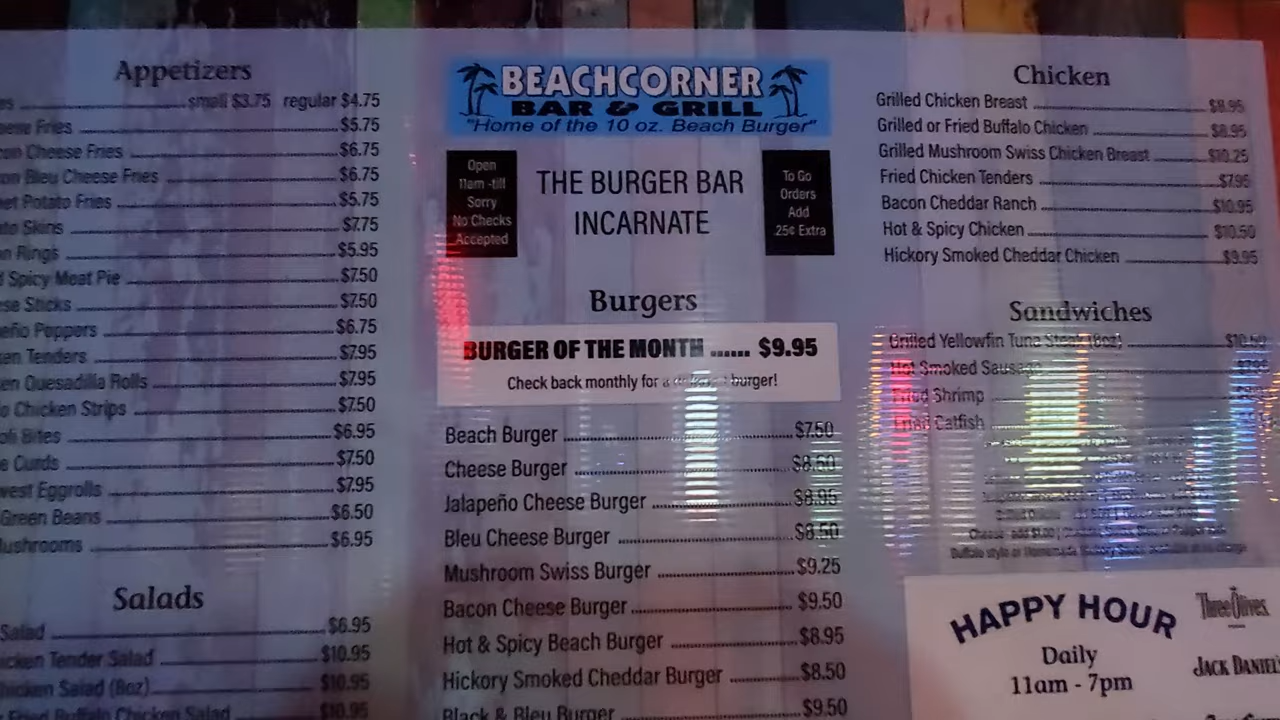 Appetizers
small $3.75 regular $4.75
Fries $5.75
Cheese Fries $6.75
Bleu Cheese Fries $6.75
Potato Fries $5.75
Skins $7.75
Rings $5.95
Spicy Meat Pie $7.50
Sticks $7.50
Poppers $6.75
Tenders $7.95
Quesadilla Rolls $7.95
Chicken Strips $7.50
Bites $6.95
Curds $7.50
Eggrolls $7.95
Green Beans $6.50
Mushrooms $6.95
Salads
Salad $6.95
Tender Salad $10.95
Chicken Salad (8oz) $10.95
Fried Buffalo Chicken Salad $10.95
BEACHCORNER
BAR & GRILL
"Home of the 10 oz. Beach Burger"
Open
11am -till
Sorry
No Checks
Accepted
THE BURGER BAR
INCARNATE
To Go
Orders
Add
.25¢ Extra
Burgers
BURGER OF THE MONTH ...... $9.95
Check back monthly for a burger!
Beach Burger $7.50
Cheese Burger $8.50
Jalapeño Cheese Burger $8.95
Bleu Cheese Burger $8.50
Mushroom Swiss Burger $9.25
Bacon Cheese Burger $9.50
Hot & Spicy Beach Burger $8.95
Hickory Smoked Cheddar Burger $8.50
Black & Bleu Burger $9.50
Chicken
Grilled Chicken Breast $8.95
Grilled or Fried Buffalo Chicken $8.95
Grilled Mushroom Swiss Chicken Breast $10.25
Fried Chicken Tenders $7.95
Bacon Cheddar Ranch $10.95
Hot & Spicy Chicken $10.50
Hickory Smoked Cheddar Chicken $9.95
Sandwiches
Grilled Yellowfin Tuna Steak (8oz) $10.50
Hot Smoked Sausage
Fried Shrimp
Fried Catfish
HAPPY HOUR
Daily
11am - 7pm
Three Olives
JACK DANIEL'S